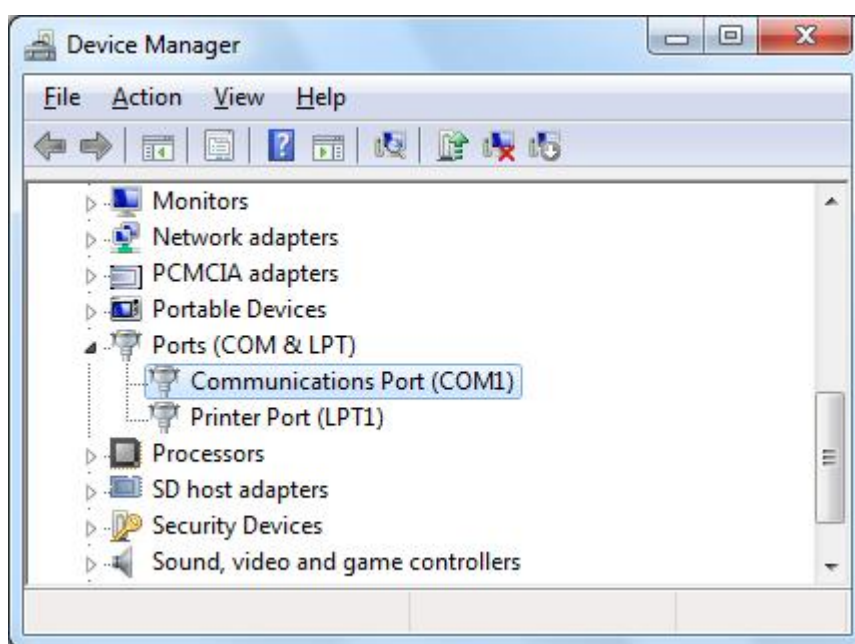 Device Manager
File Action View Help
Monitors
Network adapters
PCMCIA adapters
Portable Devices
Ports (COM & LPT)
Communications Port (COM1)
Printer Port (LPT1)
Processors
SD host adapters
Security Devices
Sound, video and game controllers